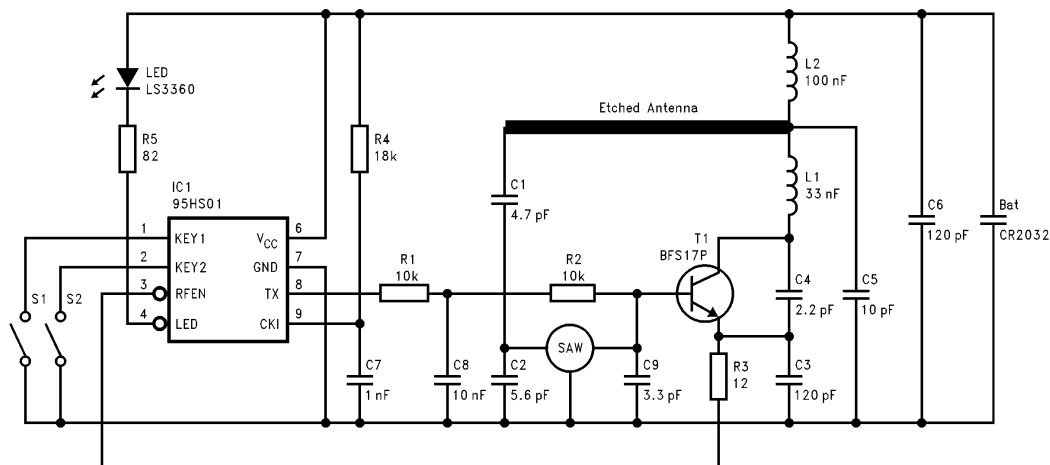 LED
LS3360
L2
100 nF
Etched Antenna
R5
82
R4
18k
L1
33 nF
IC1
95HS01
C1
4.7 pF
C6
120 pF
Bat
CR2032
1
KEY1
VCC
6
T1
BFS17P
2
KEY2
GND
7
R1
10k
R2
10k
3
RFEN
TX
8
C4
2.2 pF
C5
10 pF
S1
S2
4
LED
CKI
9
SAW
C7
1 nF
C8
10 nF
C2
5.6 pF
C9
3.3 pF
R3
12
C3
120 pF